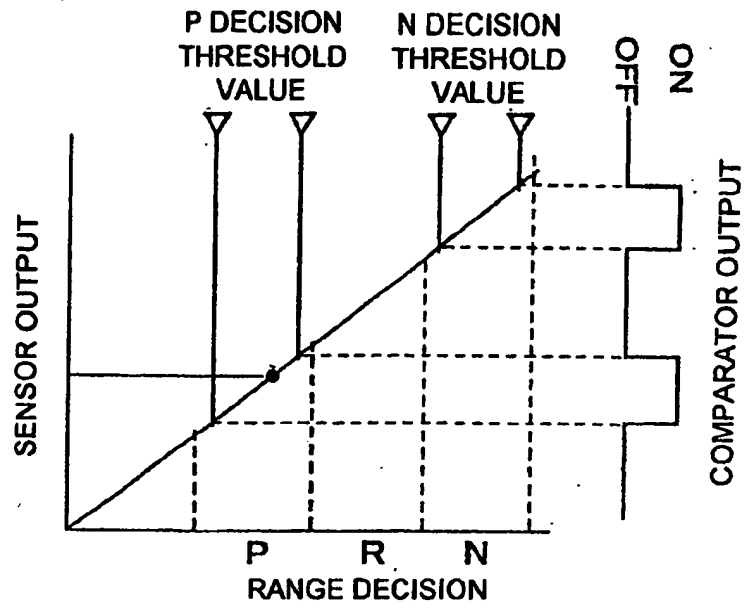 P DECISION
THRESHOLD
VALUE
N DECISION
THRESHOLD
VALUE
OFF
ON
SENSOR OUTPUT
COMPARATOR OUTPUT
P R N
RANGE DECISION